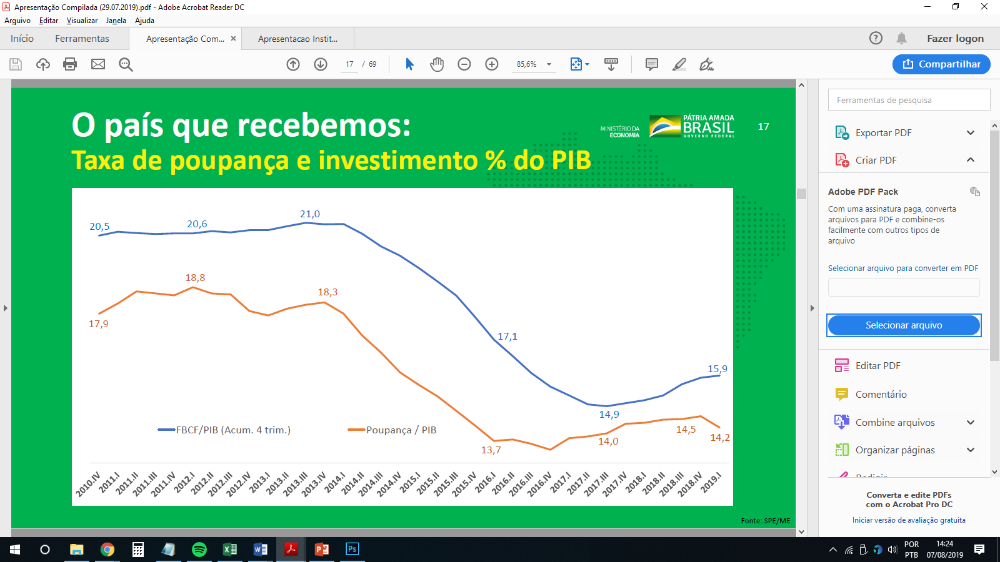 Apresentação Compilada (29.07.2019).pdf - Adobe Acrobat Reader DC
Arquivo Editar Visualizar Janela Ajuda
Início Ferramentas Apresentação Com... × Apresentacao Instit... Fazer logon
17 / 69 85,6% Compartilhar
O país que recebemos:
Taxa de poupança e investimento % do PIB
MINISTÉRIO DA
ECONOMIA
PÁTRIA AMADA
BRASIL
GOVERNO FEDERAL
17
20,5
20,6
21,0
18,8
18,3
17,9
17,1
15,9
14,9
14,5
14,2
14,0
13,7
FBCF/PIB (Acum. 4 trim.) Poupança / PIB
2010.IV 2011.I 2011.II 2011.III 2011.IV 2012.I 2012.II 2012.III 2012.IV 2013.I 2013.II 2013.III 2013.IV 2014.I 2014.II 2014.III 2014.IV 2015.I 2015.II 2015.III 2015.IV 2016.I 2016.II 2016.III 2016.IV 2017.I 2017.II 2017.III 2017.IV 2018.I 2018.II 2018.III 2018.IV 2019.I
Fonte: SPE/ME
Ferramentas de pesquisa
Exportar PDF
Criar PDF
Adobe PDF Pack
Com uma assinatura paga, converta
arquivos para PDF e combine-os
facilmente com outros tipos de
arquivo
Selecionar arquivo para converter em PDF
Selecionar arquivo
Editar PDF
Comentário
Combine arquivos
Organizar páginas
Converta e edite PDFs
com o Acrobat Pro DC
Iniciar versão de avaliação gratuita
POR
PTB
14:24
07/08/2019